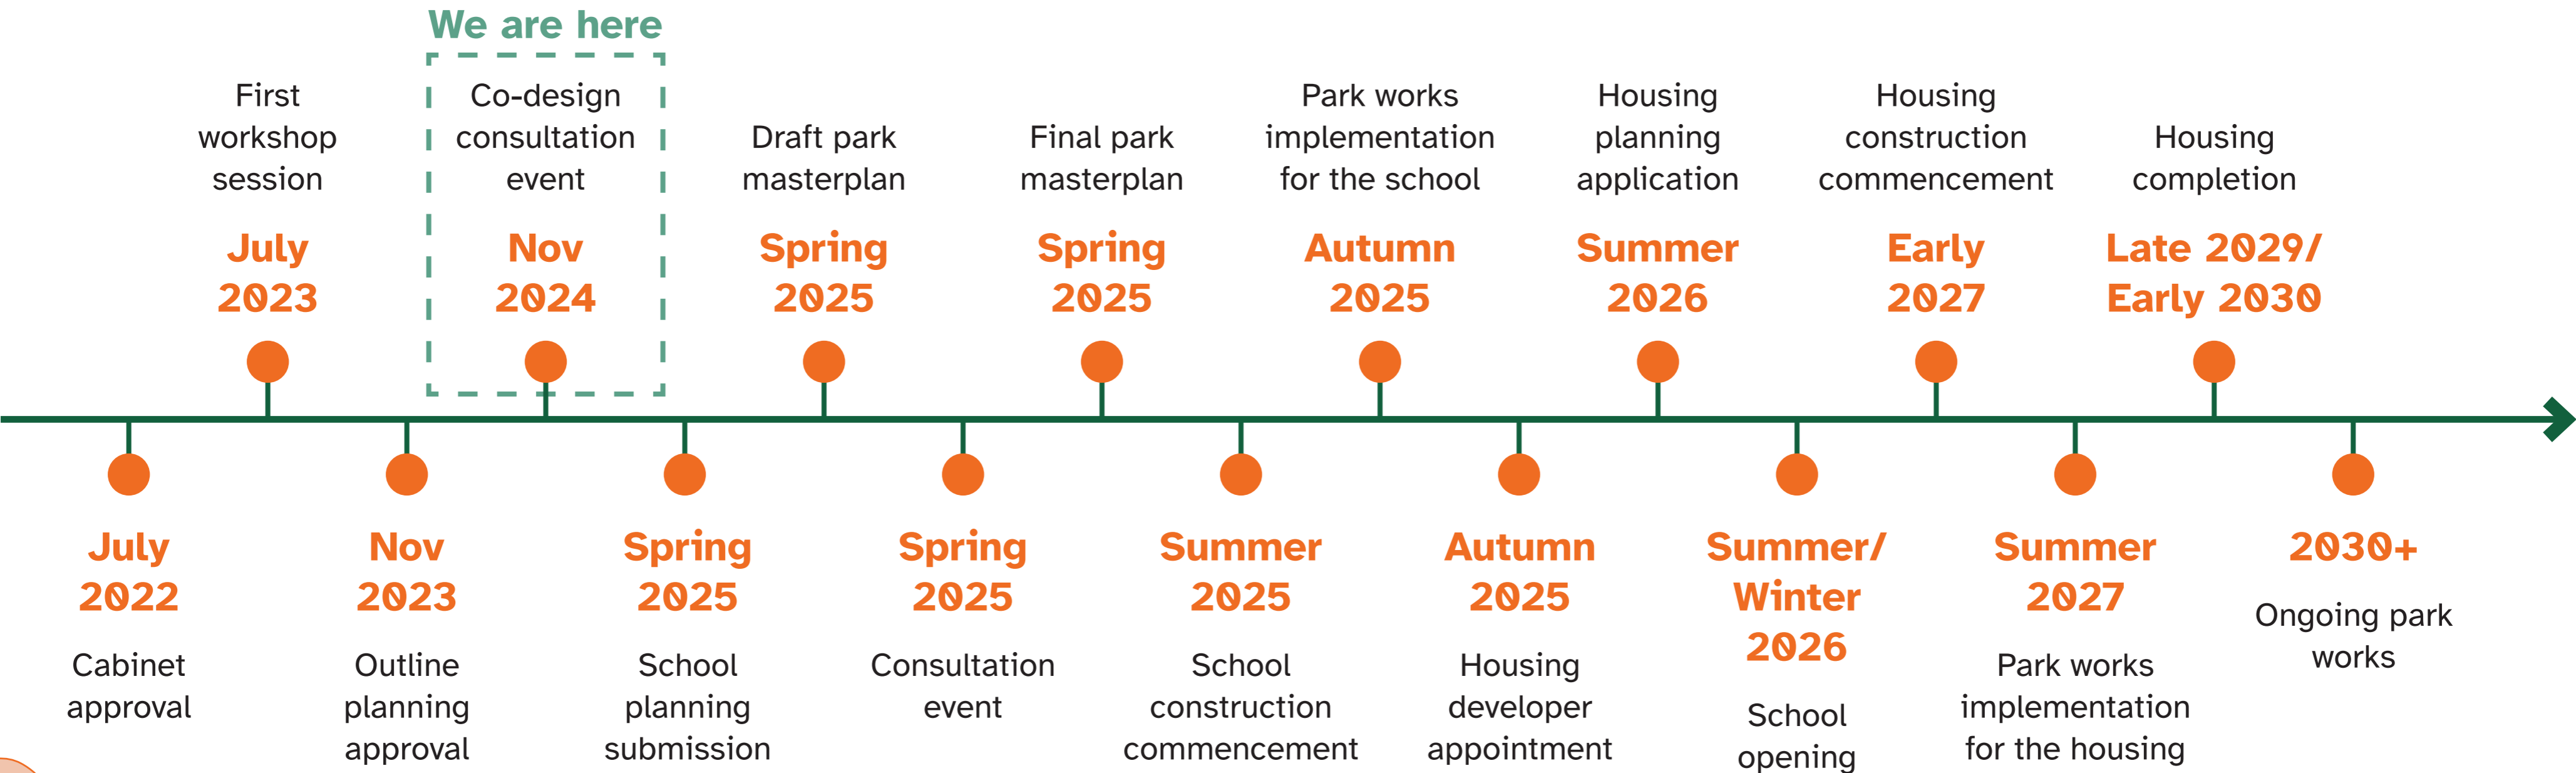 We are here
First
workshop
session
July
2023
Co-design
consultation
event
Nov
2024
Draft park
masterplan
Spring
2025
Final park
masterplan
Spring
2025
Park works
implementation
for the school
Autumn
2025
Housing
planning
application
Summer
2026
Housing
construction
commencement
Early
2027
Housing
completion
Late 2029/
Early 2030
July
2022
Cabinet
approval
Nov
2023
Outline
planning
approval
Spring
2025
School
planning
submission
Spring
2025
Consultation
event
Summer
2025
School
construction
commencement
Autumn
2025
Housing
developer
appointment
Summer/
Winter
2026
School
opening
Summer
2027
Park works
implementation
for the housing
2030+
Ongoing park
works